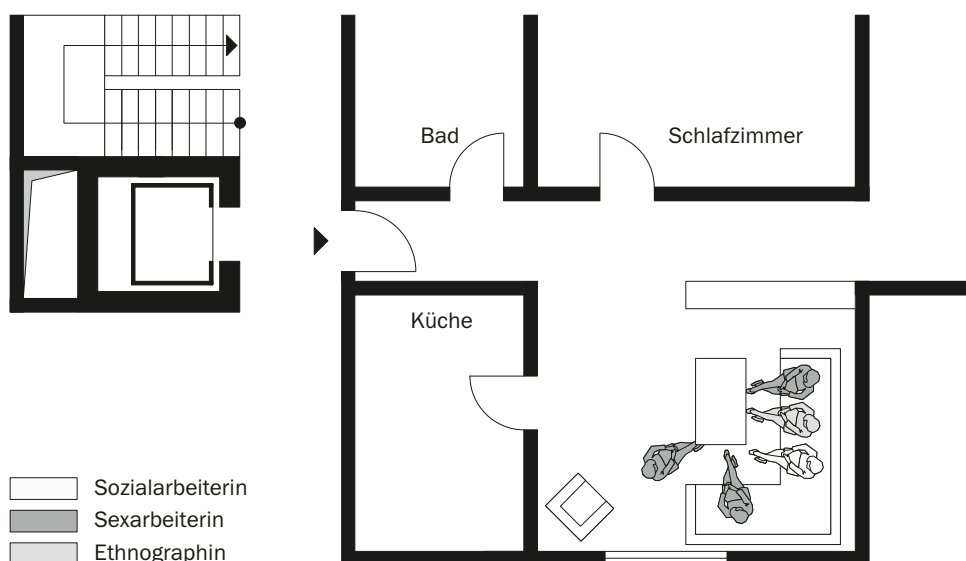 Bad
Schlafzimmer
Küche
Sozialarbeiterin
Sexarbeiterin
Ethnographin